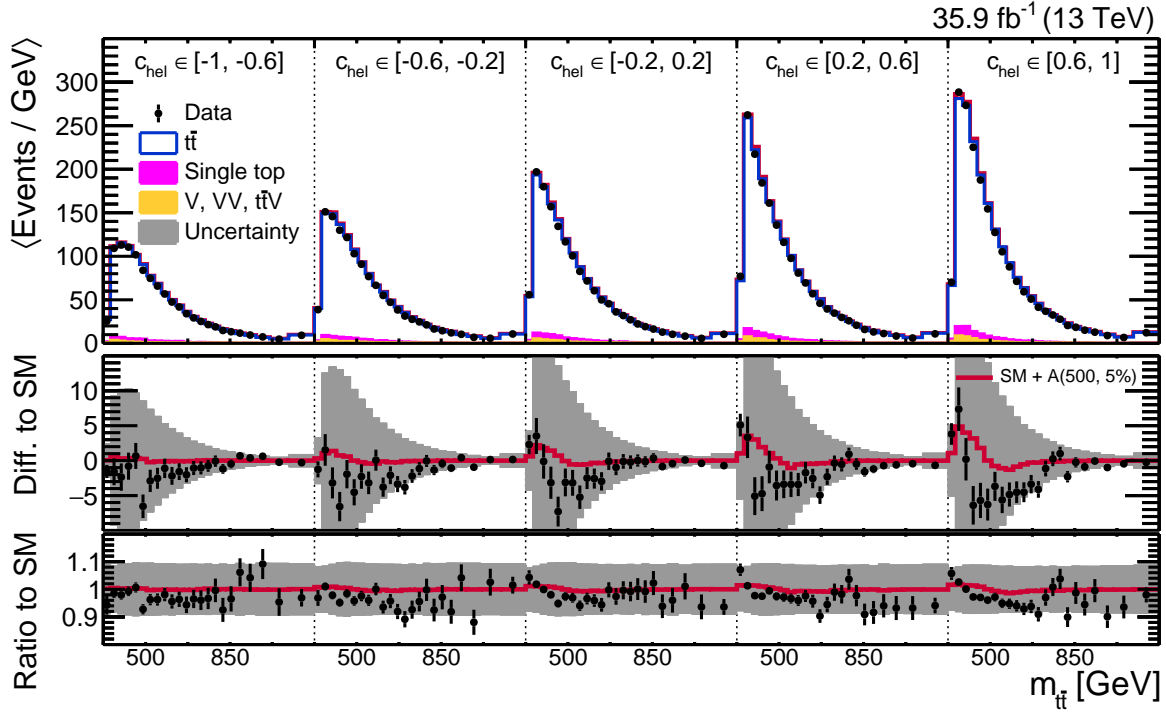 35.9 fb⁻¹ (13 TeV)
⟨Events / GeV⟩
300
250
200
150
100
50
0
c_hel ∈ [-1, -0.6]
c_hel ∈ [-0.6, -0.2]
c_hel ∈ [-0.2, 0.2]
c_hel ∈ [0.2, 0.6]
c_hel ∈ [0.6, 1]
Data
tt̄
Single top
V, VV, tt̄V
Uncertainty
Diff. to SM
10
5
0
−5
SM + A(500, 5%)
Ratio to SM
1.1
1
0.9
500 850 500 850 500 850 500 850 500 850
m_tt̄ [GeV]